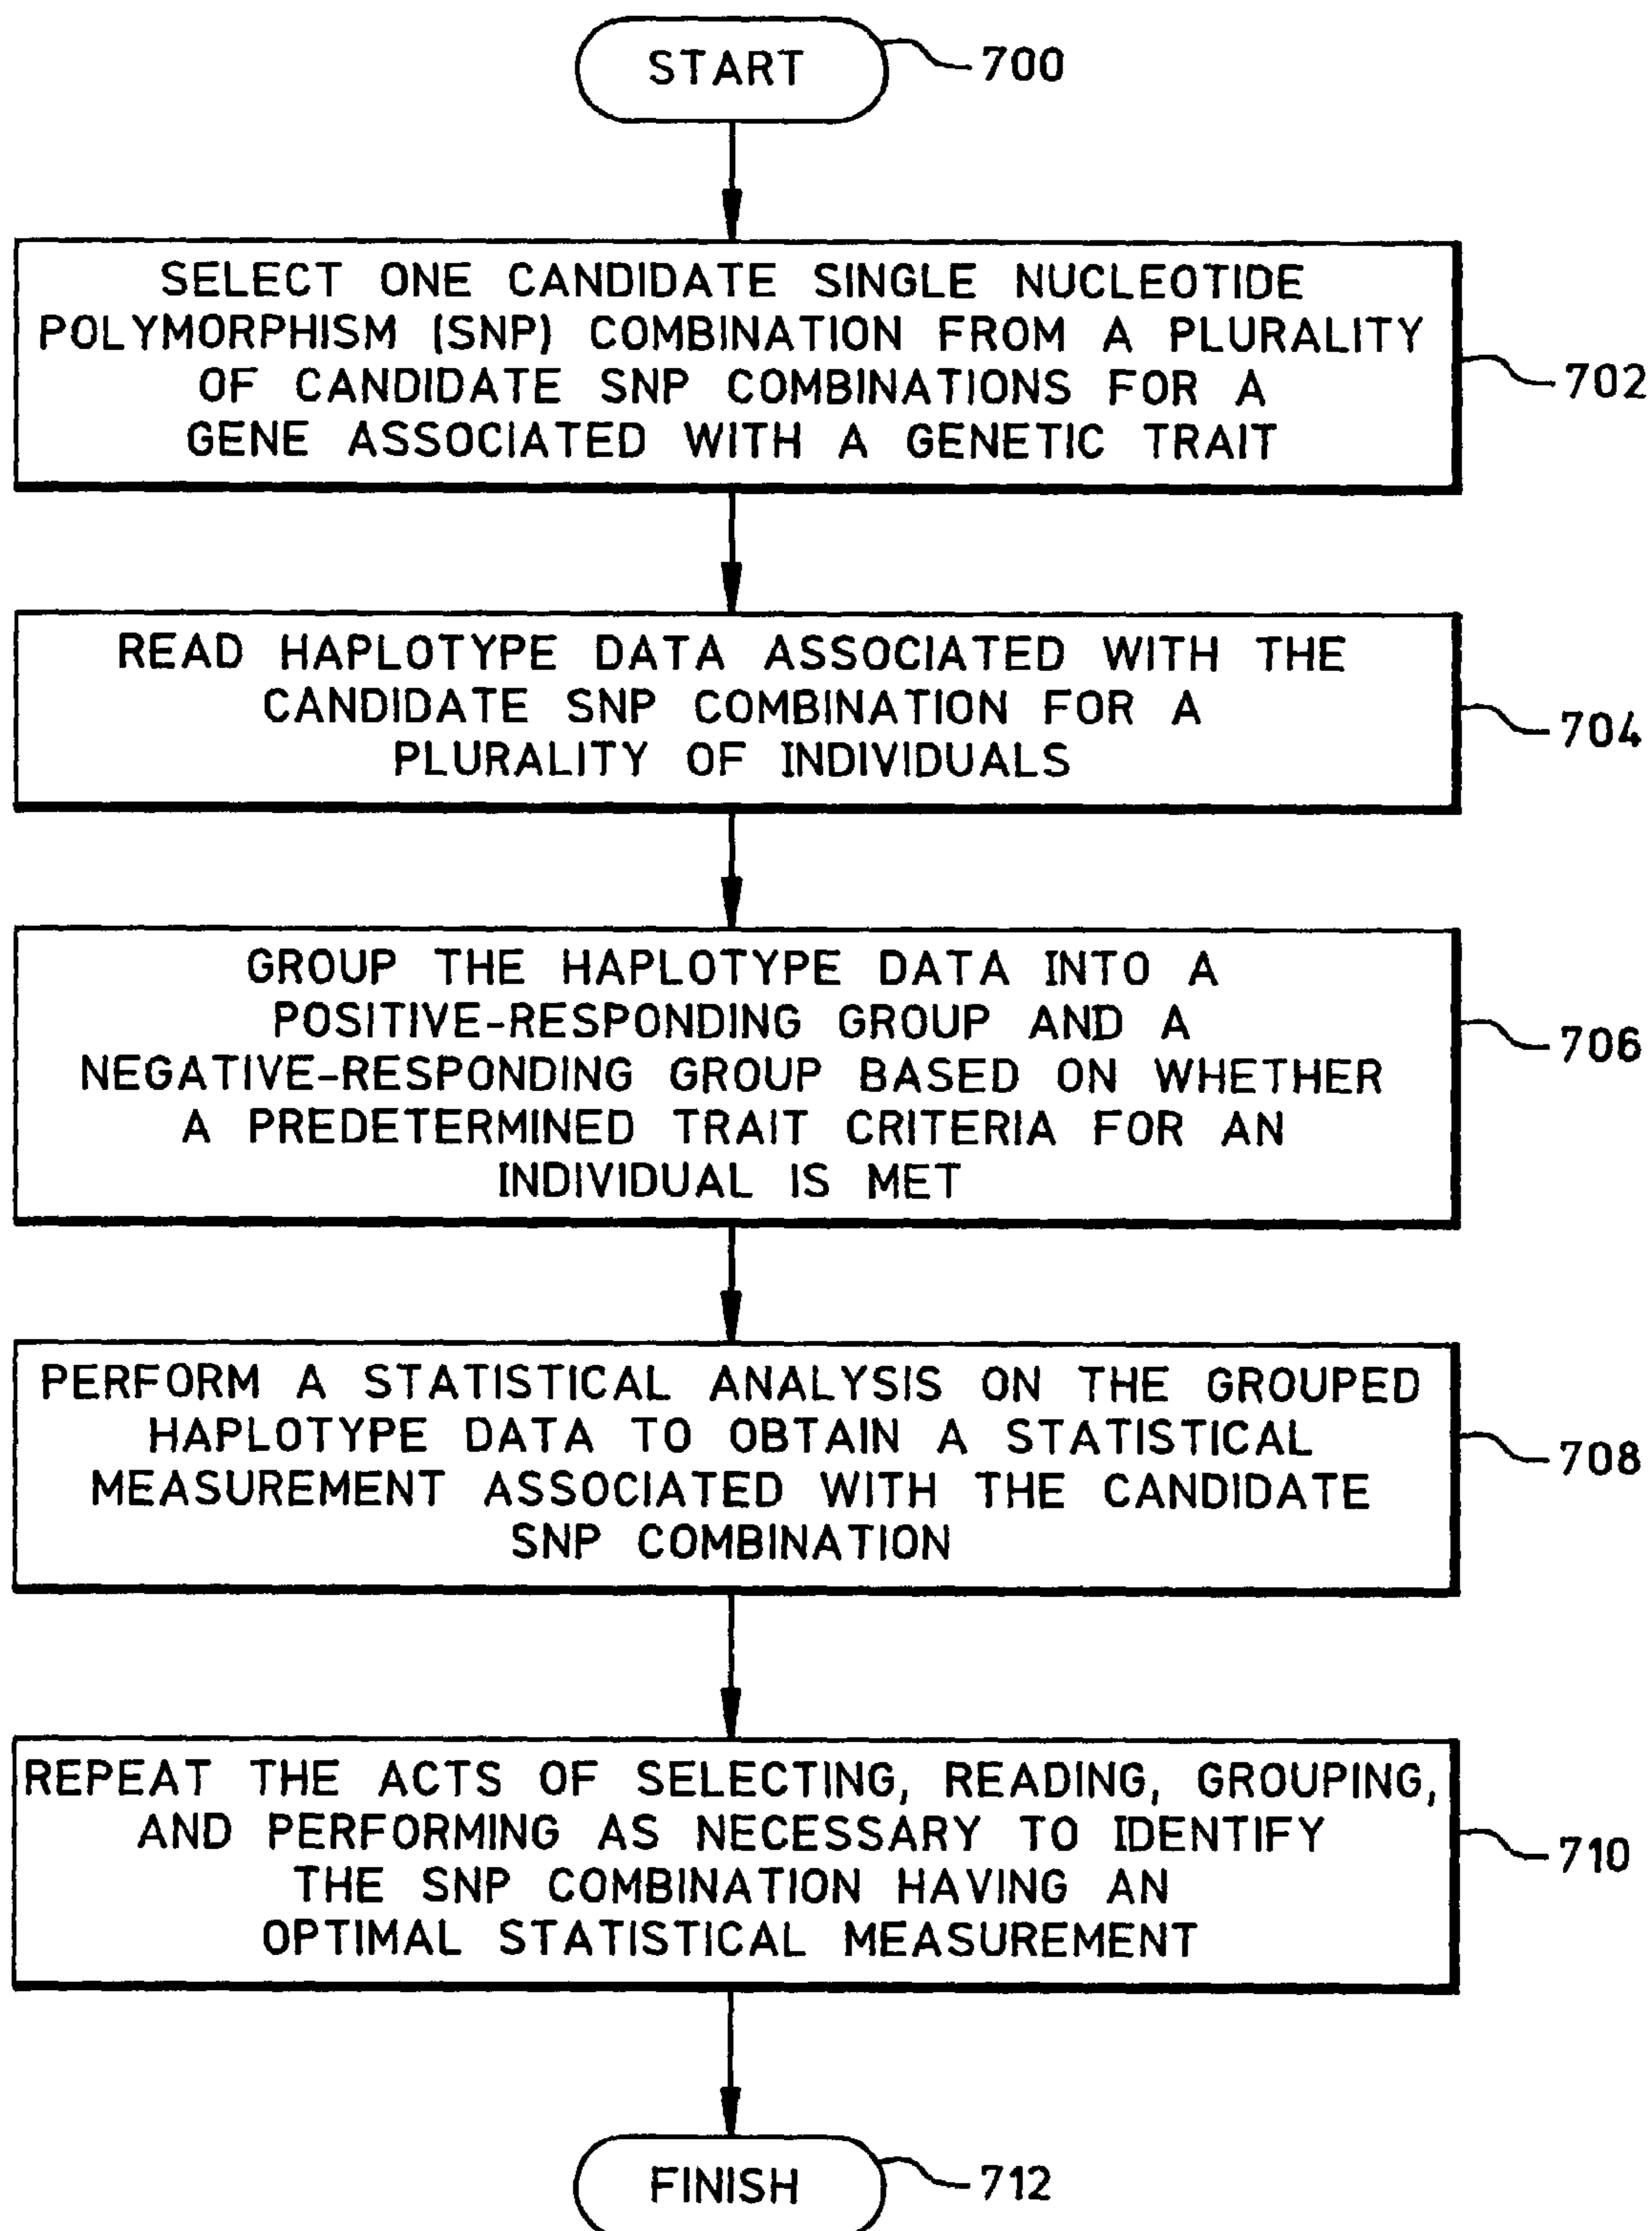 START
700
SELECT ONE CANDIDATE SINGLE NUCLEOTIDE
POLYMORPHISM (SNP) COMBINATION FROM A PLURALITY
OF CANDIDATE SNP COMBINATIONS FOR A
GENE ASSOCIATED WITH A GENETIC TRAIT
702
READ HAPLOTYPE DATA ASSOCIATED WITH THE
CANDIDATE SNP COMBINATION FOR A
PLURALITY OF INDIVIDUALS
704
GROUP THE HAPLOTYPE DATA INTO A
POSITIVE-RESPONDING GROUP AND A
NEGATIVE-RESPONDING GROUP BASED ON WHETHER
A PREDETERMINED TRAIT CRITERIA FOR AN
INDIVIDUAL IS MET
706
PERFORM A STATISTICAL ANALYSIS ON THE GROUPED
HAPLOTYPE DATA TO OBTAIN A STATISTICAL
MEASUREMENT ASSOCIATED WITH THE CANDIDATE
SNP COMBINATION
708
REPEAT THE ACTS OF SELECTING, READING, GROUPING,
AND PERFORMING AS NECESSARY TO IDENTIFY
THE SNP COMBINATION HAVING AN
OPTIMAL STATISTICAL MEASUREMENT
710
FINISH
712